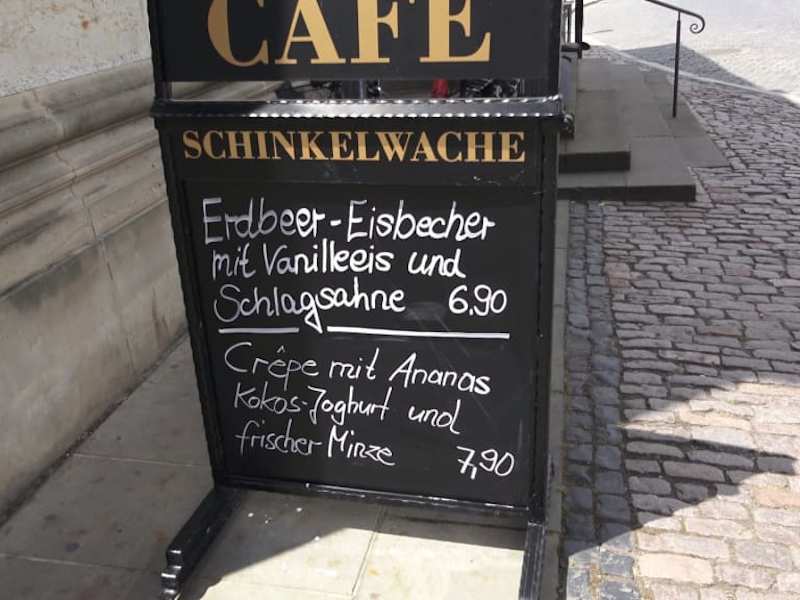 CAFE
SCHINKELWACHE
Erdbeer-Eisbecher
mit Vanilleeis und
Schlagsahne 6,90
Crêpe mit Ananas
Kokos-Joghurt und
frischer Minze 7,90